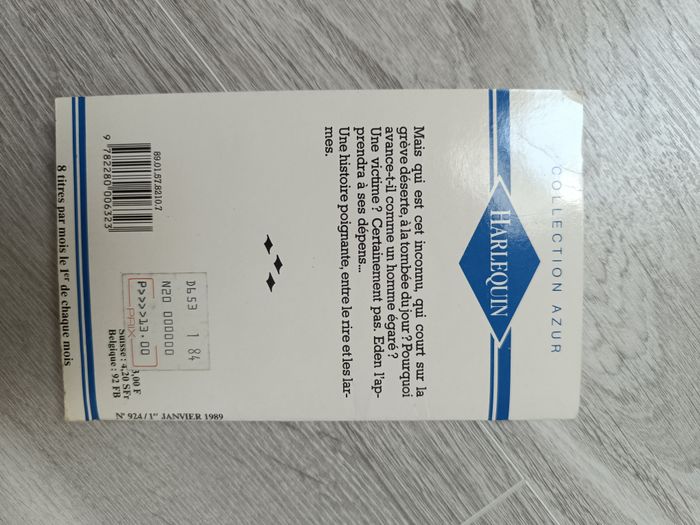 COLLECTION AZUR
HARLEQUIN
Mais qui est cet inconnu, qui court sur la
grève déserte, à la tombée du jour ? Pourquoi
avance-t-il comme un homme égaré ?
Une victime ? Certainement pas. Eden l'ap-
prendra à ses dépens...
Une histoire poignante, entre le rire et les lar-
mes.
89.01.57.8210.7
9 782280 006323
D653 1 84
N20 000000
P>>>>13.00
PRIX
3,00 F
Suisse : 4,20 SFr
Belgique : 92 FB
N° 924 / 1er JANVIER 1989
8 titres par mois le 1er de chaque mois